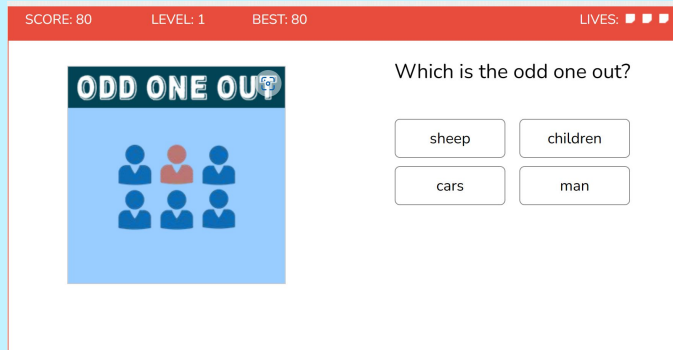 SCORE: 80 LEVEL: 1 BEST: 80 LIVES:
ODD ONE OUT
Which is the odd one out?
sheep children
cars man